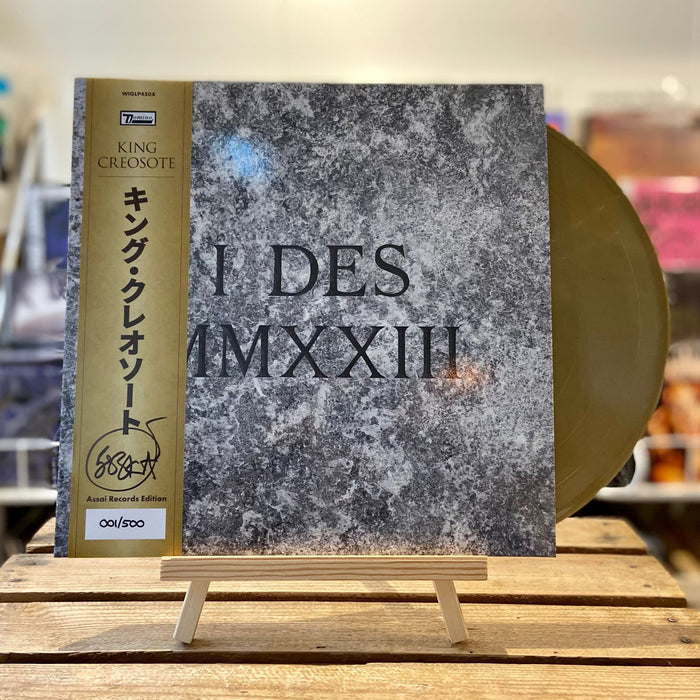 WIGLP450X
Domino
KING
CREOSOTE
キング・クレオソート
Assai Records Edition
001/500
I DES
MMXXIII